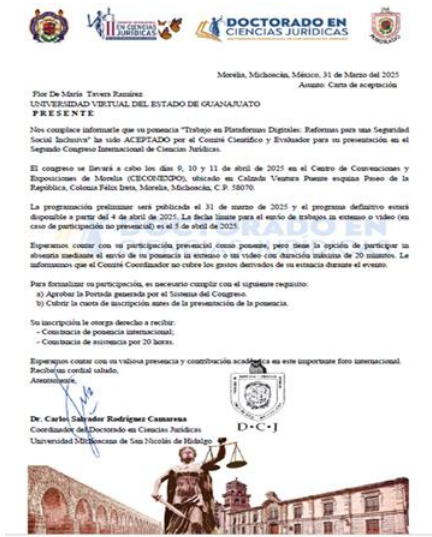 II CONGRESO INTERNACIONAL
EN CIENCIAS
JURÍDICAS
DOCTORADO EN
CIENCIAS JURÍDICAS
Morelia, Michoacán, México, 31 de Marzo del 2025
Asunto: Carta de aceptación
Flor De María Tavera Ramírez
UNIVERSIDAD VIRTUAL DEL ESTADO DE GUANAJUATO
P R E S E N T E
Nos complace informarle que su ponencia "Trabajo en Plataformas Digitales: Reformas para una Seguridad
Social Inclusiva" ha sido ACEPTADO por el Comité Científico y Evaluador para su presentación en el
Segundo Congreso Internacional de Ciencias Jurídicas.
El congreso se llevará a cabo los días 9, 10 y 11 de abril de 2025 en el Centro de Convenciones y
Exposiciones de Morelia (CECONEXPO), ubicado en Calzada Ventura Puente esquina Paseo de la
República, Colonia Félix Ireta, Morelia, Michoacán, C.P. 58070.
La programación preliminar será publicada el 31 de marzo de 2025 y el programa definitivo estará
disponible a partir del 4 de abril de 2025. La fecha límite para el envío de trabajos in extenso o video (en
caso de participación no presencial) es el 5 de abril de 2025.
Esperamos contar con su participación presencial como ponente, pero tiene la opción de participar in
absentia mediante el envío de su ponencia in extenso o un video con duración máxima de 20 minutos. Le
informamos que el Comité Coordinador no cubre los gastos derivados de su estancia durante el evento.
Para formalizar su participación, es necesario cumplir con el siguiente requisito:
a) Aprobar la Portada generada por el Sistema del Congreso.
b) Cubrir la cuota de inscripción antes de la presentación de la ponencia.
Su inscripción le otorga derecho a recibir:
- Constancia de ponencia internacional;
- Constancia de asistencia por 20 horas.
Esperamos contar con su valiosa presencia y contribución académica en este importante foro internacional.
Reciba un cordial saludo,
Atentamente,
Dr. Carlos Salvador Rodríguez Camarena
Coordinador del Doctorado en Ciencias Jurídicas
Universidad Michoacana de San Nicolás de Hidalgo
D•C•J